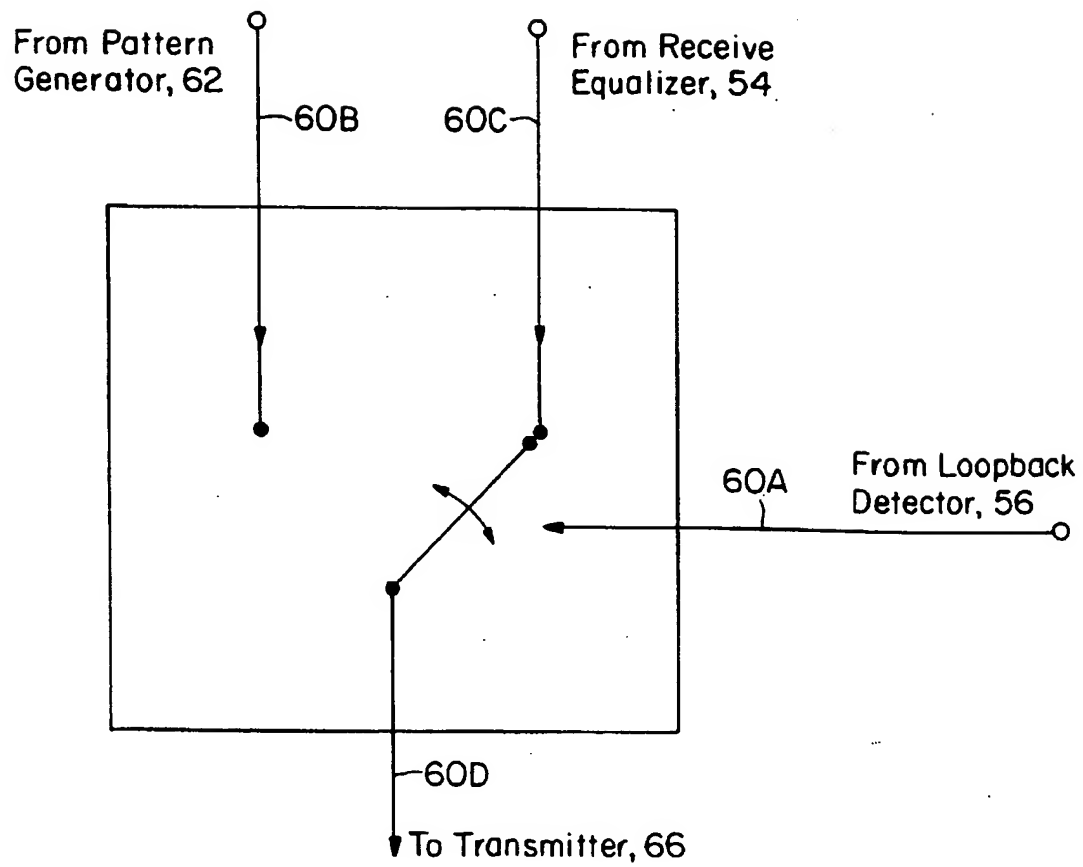 From Pattern
Generator, 62
From Receive
Equalizer, 54
60B
60C
From Loopback
Detector, 56
60A
60D
To Transmitter, 66